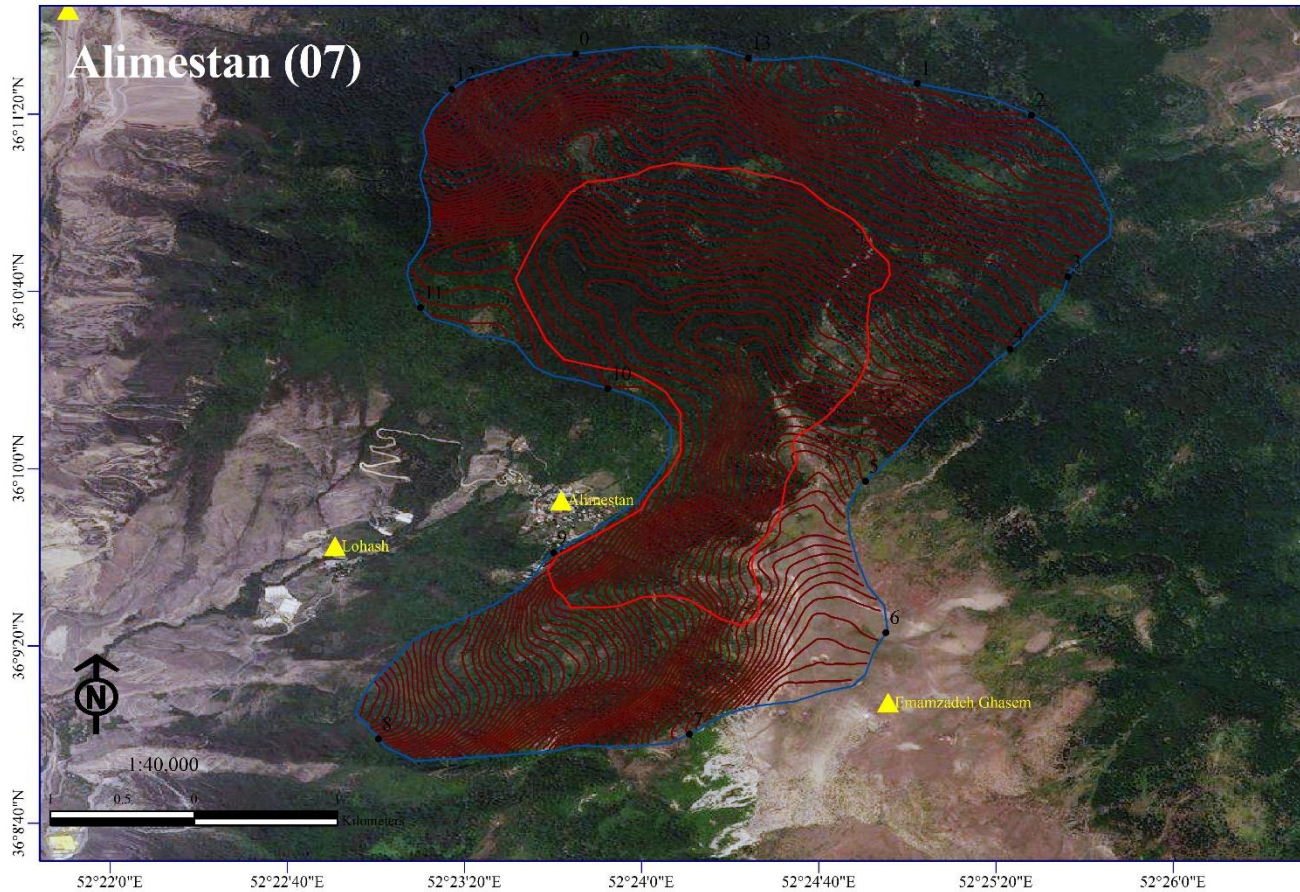 Alimestan (07)
0
13
1
2
12
3
11
4
10
5
Alimestan
9
Lohash
6
Emamzadeh Ghasem
7
8
N
1:40,000
1 0.5 0 1
Kilometers
36°11'20"N
36°10'40"N
36°10'0"N
36°9'20"N
36°8'40"N
52°22'0"E 52°22'40"E 52°23'20"E 52°24'0"E 52°24'40"E 52°25'20"E 52°26'0"E